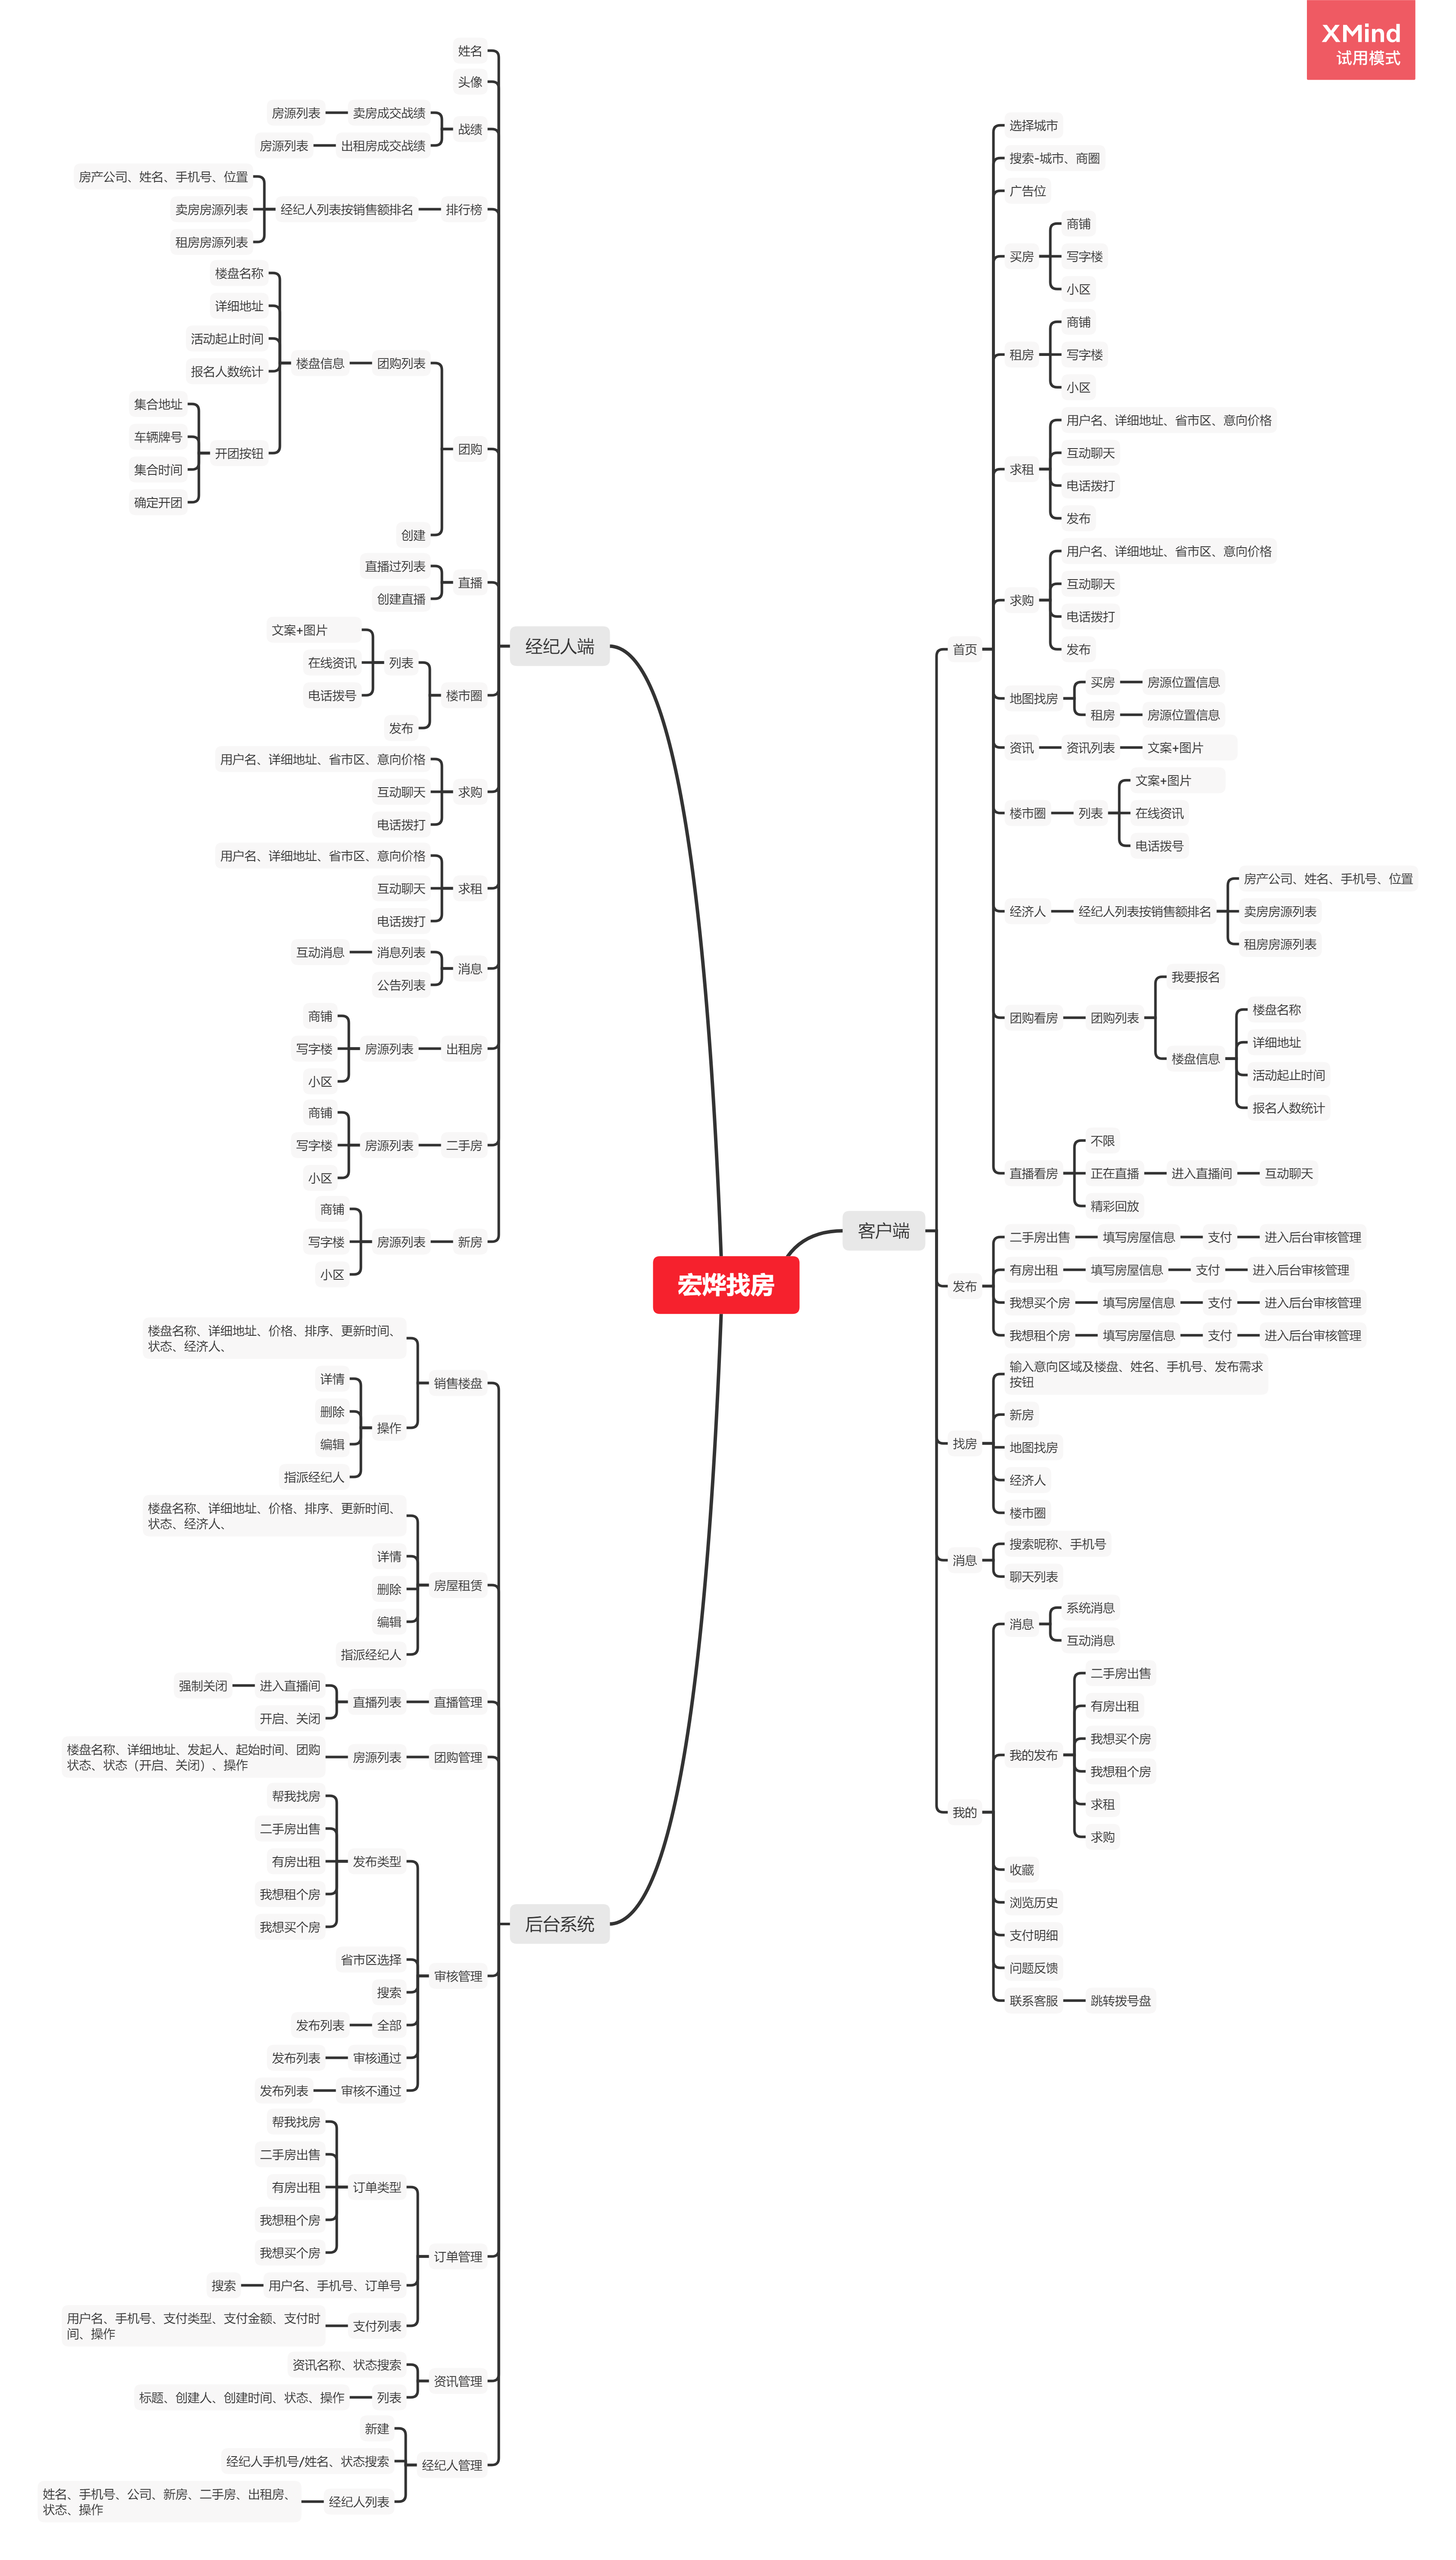 XMind
试用模式
宏烨找房
客户端
首页
选择城市
搜索-城市、商圈
广告位
买房
商铺
写字楼
小区
租房
商铺
写字楼
小区
求租
用户名、详细地址、省市区、意向价格
互动聊天
电话拨打
发布
求购
用户名、详细地址、省市区、意向价格
互动聊天
电话拨打
发布
地图找房
买房
房源位置信息
租房
房源位置信息
资讯
资讯列表
文案+图片
楼市圈
列表
文案+图片
在线资讯
电话拨号
经济人
经纪人列表按销售额排名
房产公司、姓名、手机号、位置
卖房房源列表
租房房源列表
团购看房
团购列表
我要报名
楼盘信息
楼盘名称
详细地址
活动起止时间
报名人数统计
直播看房
不限
正在直播
进入直播间
互动聊天
精彩回放
发布
二手房出售
填写房屋信息
支付
进入后台审核管理
有房出租
填写房屋信息
支付
进入后台审核管理
我想买个房
填写房屋信息
支付
进入后台审核管理
我想租个房
填写房屋信息
支付
进入后台审核管理
找房
输入意向区域及楼盘、姓名、手机号、发布需求
按钮
新房
地图找房
经济人
楼市圈
消息
搜索昵称、手机号
聊天列表
我的
消息
系统消息
互动消息
我的发布
二手房出售
有房出租
我想买个房
我想租个房
求租
求购
收藏
浏览历史
支付明细
问题反馈
联系客服
跳转拨号盘
经纪人端
姓名
头像
战绩
卖房成交战绩
房源列表
出租房成交战绩
房源列表
排行榜
经纪人列表按销售额排名
房产公司、姓名、手机号、位置
卖房房源列表
租房房源列表
团购
团购列表
楼盘信息
楼盘名称
详细地址
活动起止时间
报名人数统计
开团按钮
集合地址
车辆牌号
集合时间
确定开团
创建
直播
直播过列表
创建直播
楼市圈
列表
文案+图片
在线资讯
电话拨号
发布
求购
用户名、详细地址、省市区、意向价格
互动聊天
电话拨打
求租
用户名、详细地址、省市区、意向价格
互动聊天
电话拨打
消息
消息列表
互动消息
公告列表
出租房
房源列表
商铺
写字楼
小区
二手房
房源列表
商铺
写字楼
小区
新房
房源列表
商铺
写字楼
小区
后台系统
销售楼盘
楼盘名称、详细地址、价格、排序、更新时间、
状态、经济人、
操作
详情
删除
编辑
指派经纪人
房屋租赁
楼盘名称、详细地址、价格、排序、更新时间、
状态、经济人、
详情
删除
编辑
指派经纪人
直播管理
直播列表
进入直播间
强制关闭
开启、关闭
团购管理
房源列表
楼盘名称、详细地址、发起人、起始时间、团购
状态、状态（开启、关闭）、操作
审核管理
发布类型
帮我找房
二手房出售
有房出租
我想租个房
我想买个房
省市区选择
搜索
全部
发布列表
审核通过
发布列表
审核不通过
发布列表
订单管理
订单类型
帮我找房
二手房出售
有房出租
我想租个房
我想买个房
用户名、手机号、订单号
搜索
支付列表
用户名、手机号、支付类型、支付金额、支付时
间、操作
资讯管理
资讯名称、状态搜索
列表
标题、创建人、创建时间、状态、操作
经纪人管理
新建
经纪人手机号/姓名、状态搜索
经纪人列表
姓名、手机号、公司、新房、二手房、出租房、
状态、操作